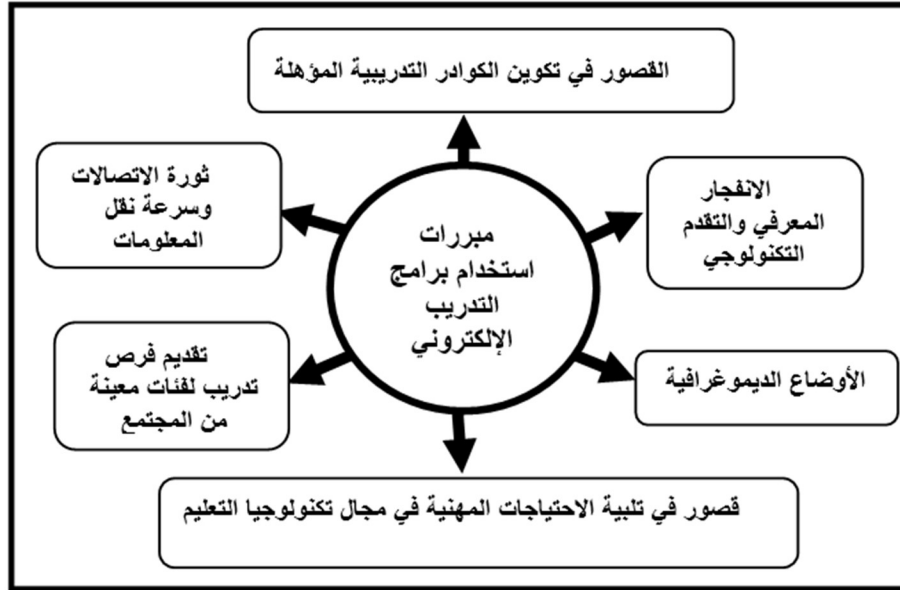 القصور في تكوين الكوادر التدريبية المؤهلة
الانفجار
المعرفي والتقدم
التكنولوجي
ثورة الاتصالات
وسرعة نقل
المعلومات
مبررات
استخدام برامج
التدريب
الإلكتروني
الأوضاع الديموغرافية
تقديم فرص
تدريب لفئات معينة
من المجتمع
قصور في تلبية الاحتياجات المهنية في مجال تكنولوجيا التعليم